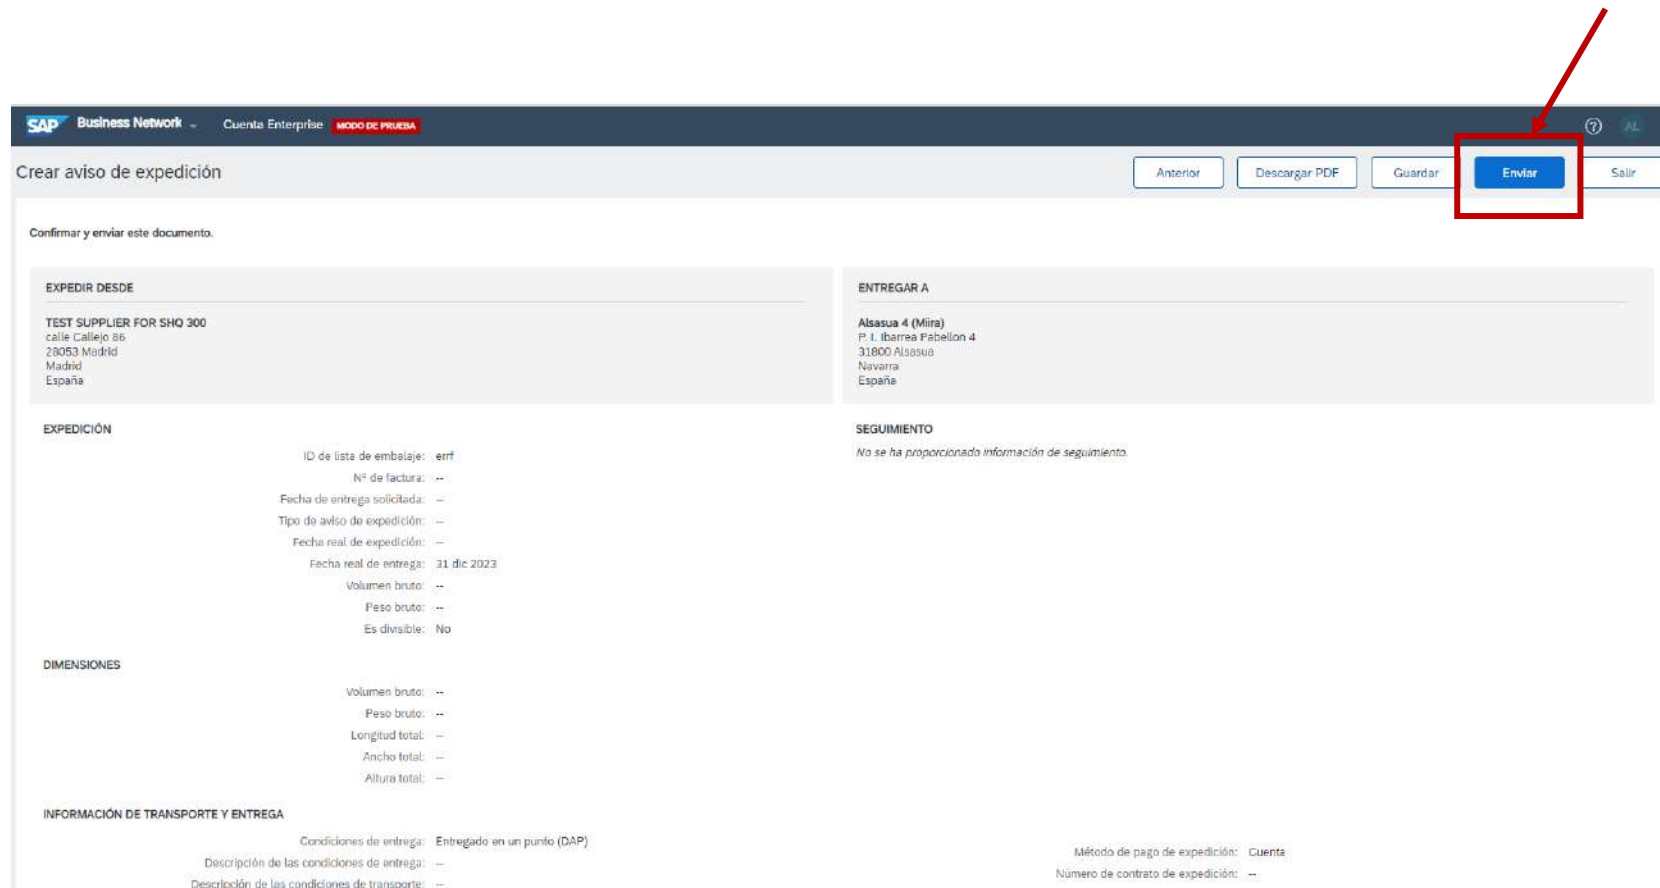 SAP Business Network Cuenta Enterprise MODO DE PRUEBA ? AL
Crear aviso de expedición
Anterior Descargar PDF Guardar Enviar Salir
Confirmar y enviar este documento.
EXPEDIR DESDE
TEST SUPPLIER FOR SHQ 300
calle Callejo 86
28053 Madrid
Madrid
España
ENTREGAR A
Alsasua 4 (Miira)
P. I. Ibarrea Pabellon 4
31800 Alsasua
Navarra
España
EXPEDICIÓN
ID de lista de embalaje: errf
Nº de factura: --
Fecha de entrega solicitada: --
Tipo de aviso de expedición: --
Fecha real de expedición: --
Fecha real de entrega: 31 dic 2023
Volumen bruto: --
Peso bruto: --
Es divisible: No
SEGUIMIENTO
No se ha proporcionado información de seguimiento.
DIMENSIONES
Volumen bruto: --
Peso bruto: --
Longitud total: --
Ancho total: --
Altura total: --
INFORMACIÓN DE TRANSPORTE Y ENTREGA
Condiciones de entrega: Entregado en un punto (DAP)
Descripción de las condiciones de entrega: --
Descripción de las condiciones de transporte: --
Método de pago de expedición: Cuenta
Número de contrato de expedición: --